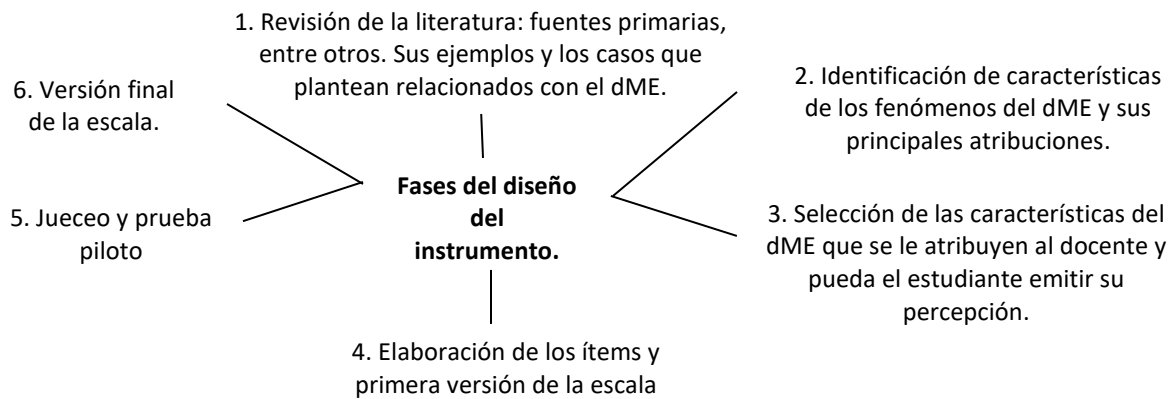 1. Revisión de la literatura: fuentes primarias,
entre otros. Sus ejemplos y los casos que
plantean relacionados con el dME.
2. Identificación de características
de los fenómenos del dME y sus
principales atribuciones.
3. Selección de las características del
dME que se le atribuyen al docente y
pueda el estudiante emitir su
percepción.
4. Elaboración de los ítems y
primera versión de la escala
5. Jueceo y prueba
piloto
6. Versión final
de la escala.
Fases del diseño
del
instrumento.